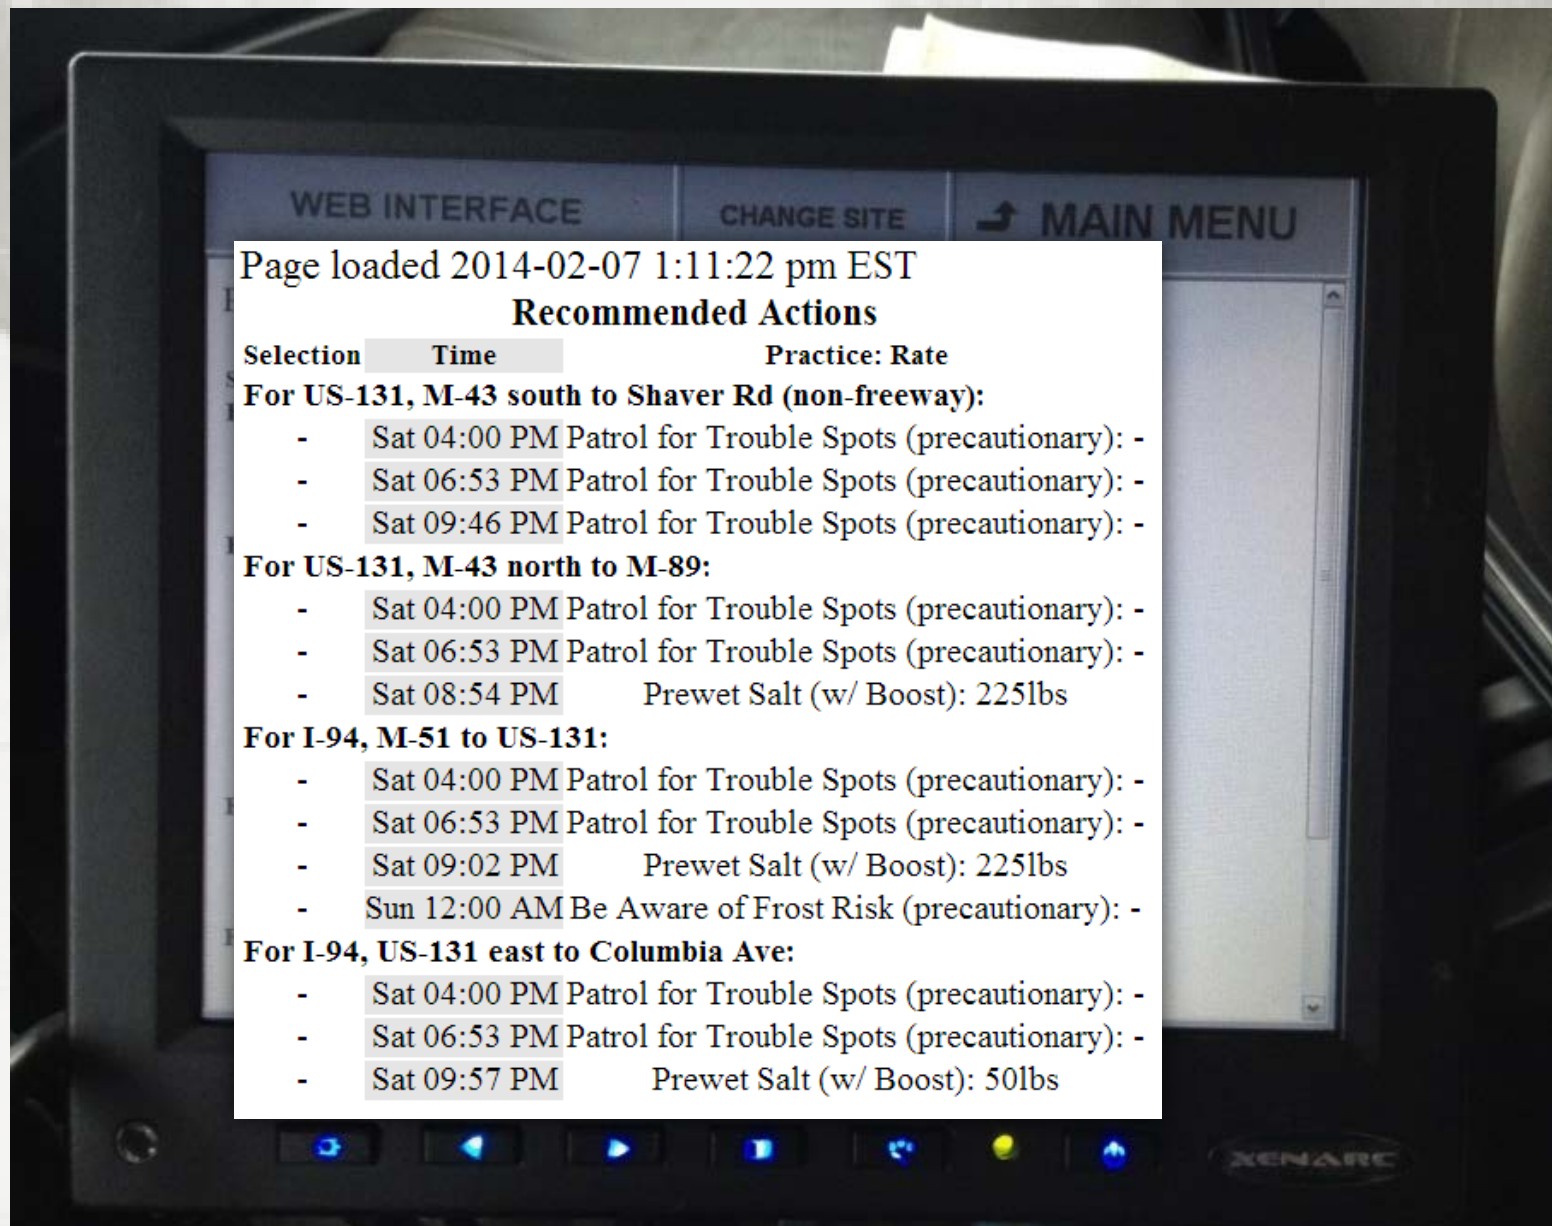 WEB INTERFACE CHANGE SITE MAIN MENU
Page loaded 2014-02-07 1:11:22 pm EST
Recommended Actions
Selection Time Practice: Rate
For US-131, M-43 south to Shaver Rd (non-freeway):
- Sat 04:00 PM Patrol for Trouble Spots (precautionary): -
- Sat 06:53 PM Patrol for Trouble Spots (precautionary): -
- Sat 09:46 PM Patrol for Trouble Spots (precautionary): -
For US-131, M-43 north to M-89:
- Sat 04:00 PM Patrol for Trouble Spots (precautionary): -
- Sat 06:53 PM Patrol for Trouble Spots (precautionary): -
- Sat 08:54 PM Prewet Salt (w/ Boost): 225lbs
For I-94, M-51 to US-131:
- Sat 04:00 PM Patrol for Trouble Spots (precautionary): -
- Sat 06:53 PM Patrol for Trouble Spots (precautionary): -
- Sat 09:02 PM Prewet Salt (w/ Boost): 225lbs
- Sun 12:00 AM Be Aware of Frost Risk (precautionary): -
For I-94, US-131 east to Columbia Ave:
- Sat 04:00 PM Patrol for Trouble Spots (precautionary): -
- Sat 06:53 PM Patrol for Trouble Spots (precautionary): -
- Sat 09:57 PM Prewet Salt (w/ Boost): 50lbs
XENARC